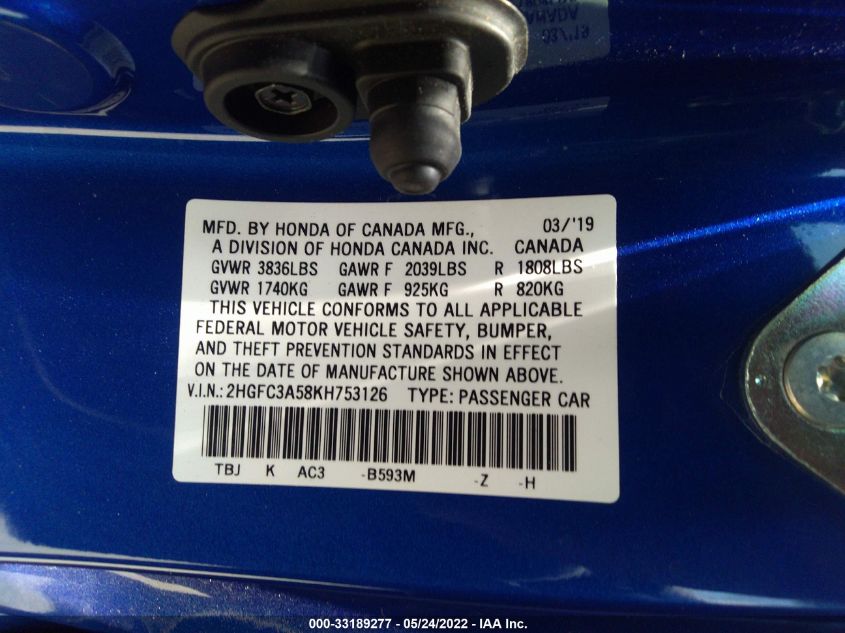 MFD. BY HONDA OF CANADA MFG., 03/'19
A DIVISION OF HONDA CANADA INC. CANADA
GVWR 3836LBS GAWR F 2039LBS R 1808LBS
GVWR 1740KG GAWR F 925KG R 820KG
THIS VEHICLE CONFORMS TO ALL APPLICABLE
FEDERAL MOTOR VEHICLE SAFETY, BUMPER,
AND THEFT PREVENTION STANDARDS IN EFFECT
ON THE DATE OF MANUFACTURE SHOWN ABOVE.
V.I.N.: 2HGFC3A58KH753126 TYPE: PASSENGER CAR
TBJ K AC3 -B593M -Z -H
000-33189277 - 05/24/2022 - IAA Inc.